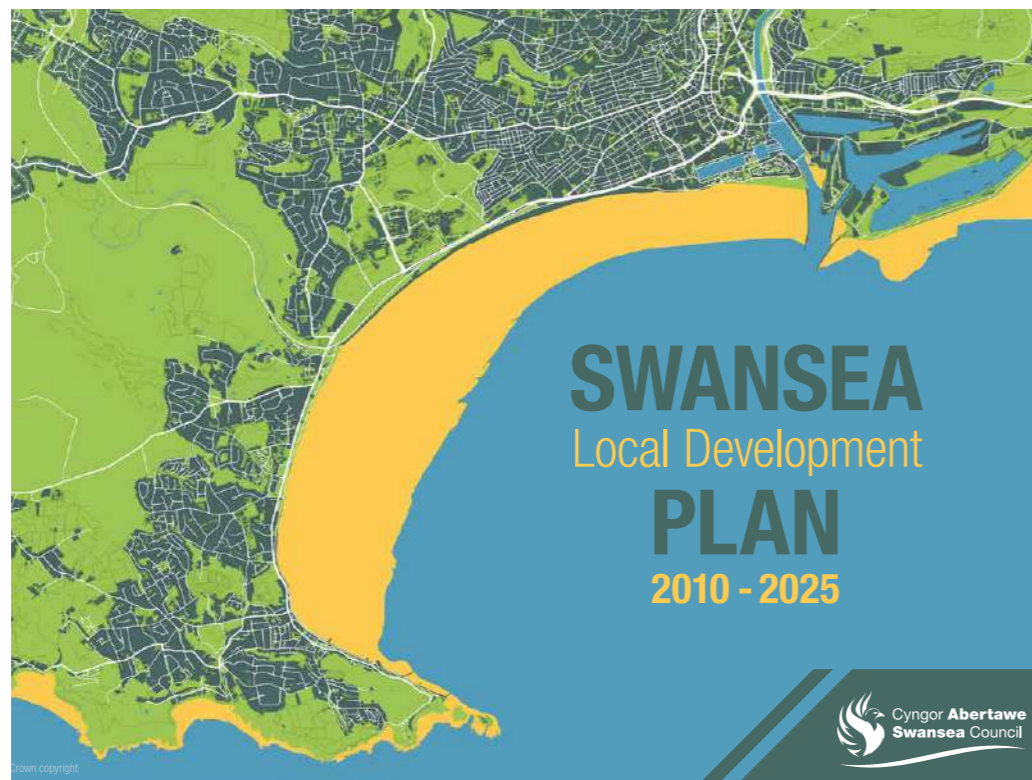 SWANSEA
Local Development
PLAN
2010 - 2025
Cyngor Abertawe
Swansea Council
Crown copyright